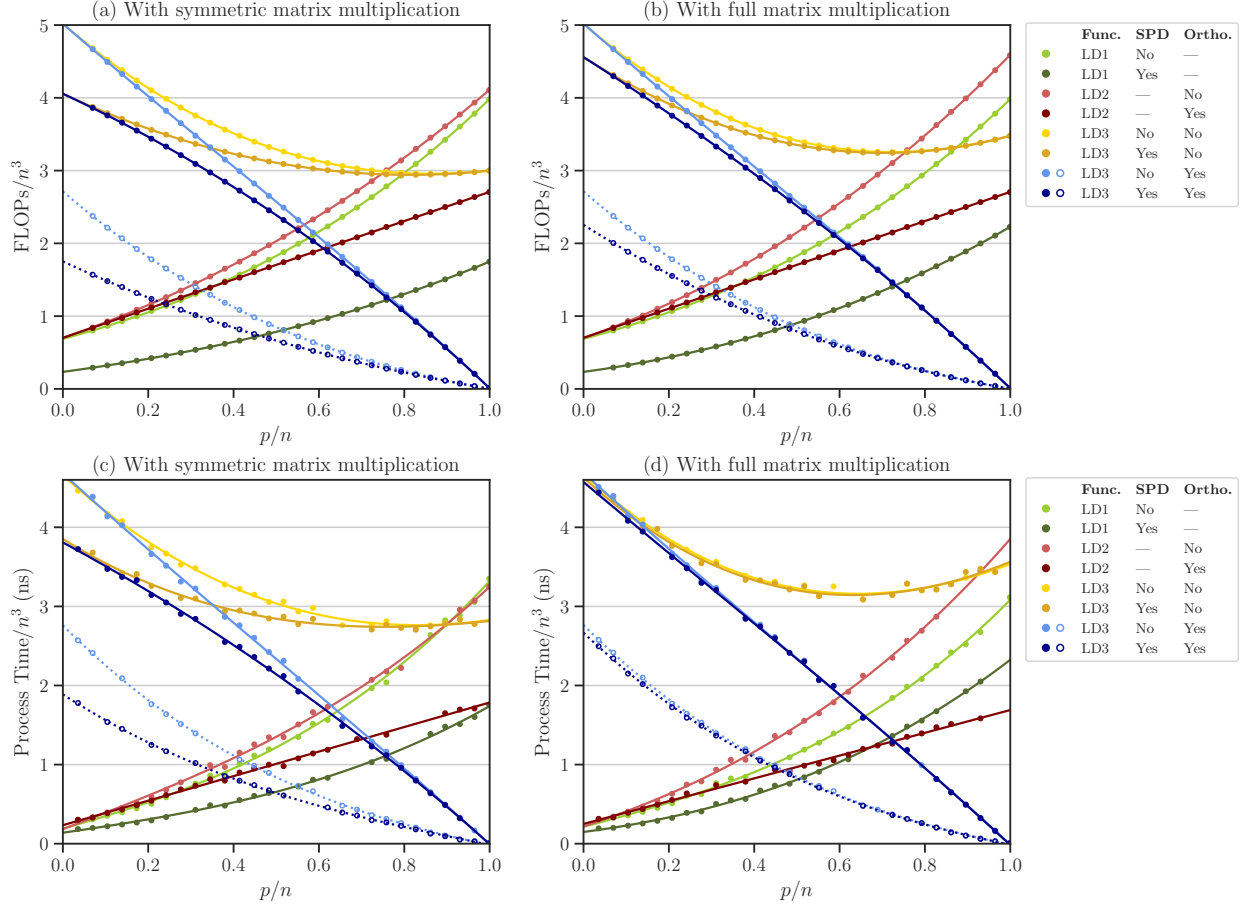 (a) With symmetric matrix multiplication
(b) With full matrix multiplication
5
4
3
2
1
0
FLOPs/n³
0.0 0.2 0.4 0.6 0.8 1.0
p/n
5
4
3
2
1
0
FLOPs/n³
0.0 0.2 0.4 0.6 0.8 1.0
p/n
Func. SPD Ortho.
LD1 No —
LD1 Yes —
LD2 — No
LD2 — Yes
LD3 No No
LD3 Yes No
LD3 No Yes
LD3 Yes Yes
(c) With symmetric matrix multiplication
(d) With full matrix multiplication
4
3
2
1
0
Process Time/n³ (ns)
0.0 0.2 0.4 0.6 0.8 1.0
p/n
4
3
2
1
0
Process Time/n³ (ns)
0.0 0.2 0.4 0.6 0.8 1.0
p/n
Func. SPD Ortho.
LD1 No —
LD1 Yes —
LD2 — No
LD2 — Yes
LD3 No No
LD3 Yes No
LD3 No Yes
LD3 Yes Yes